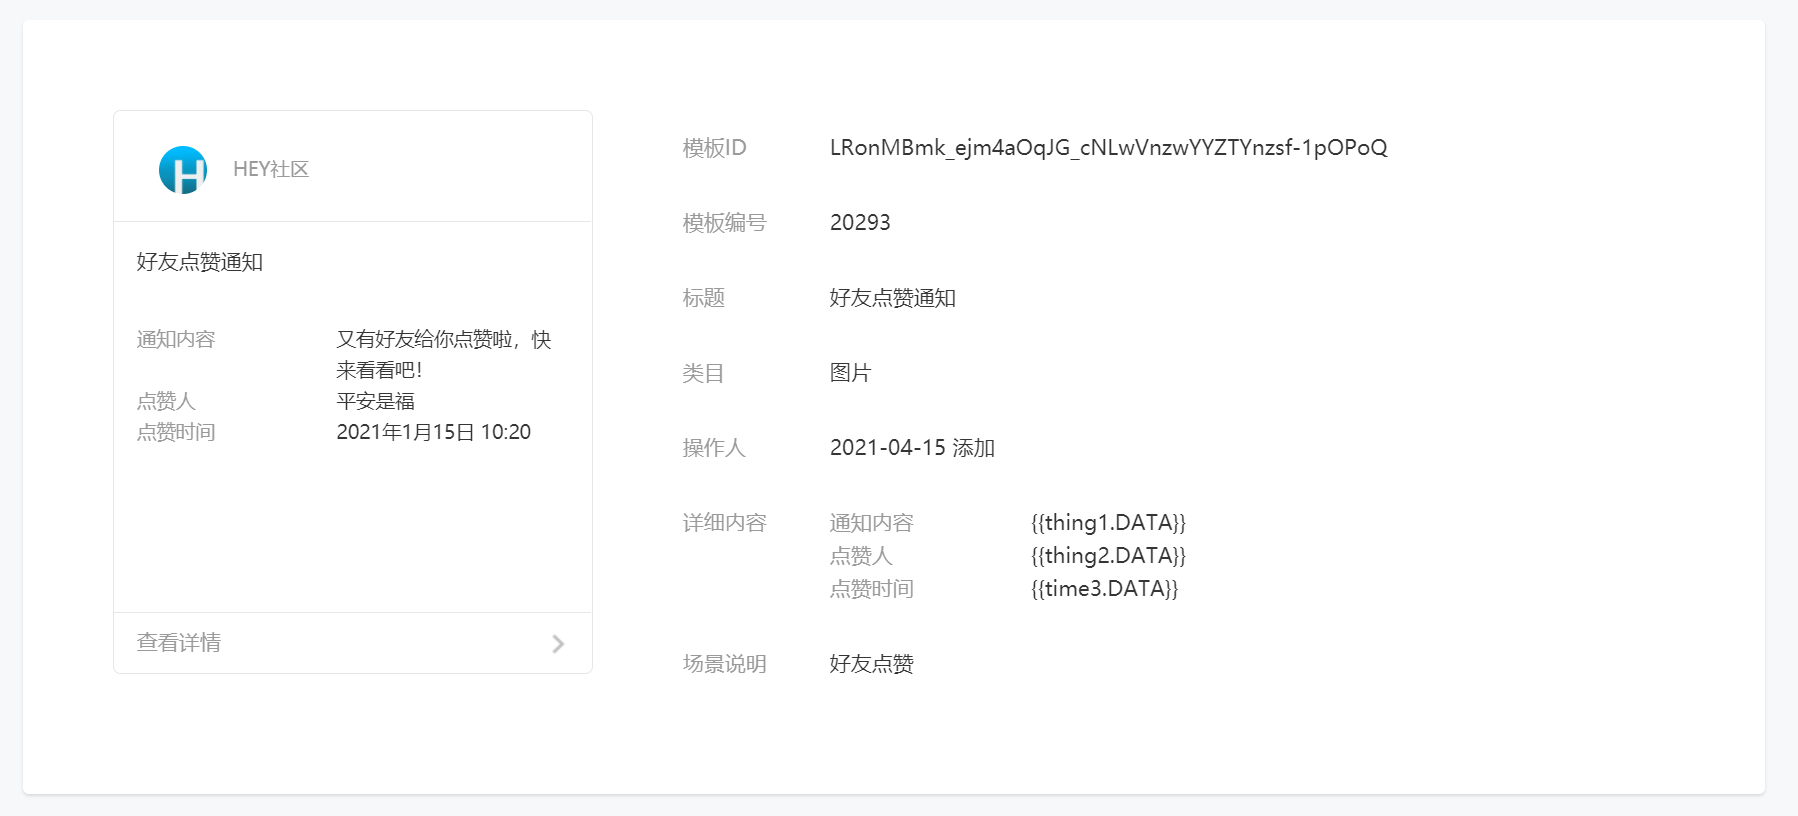 H
HEY社区
好友点赞通知
通知内容 又有好友给你点赞啦，快
来看看吧！
点赞人 平安是福
点赞时间 2021年1月15日 10:20
查看详情
模板ID LRonMBmk_ejm4aOqJG_cNLwVnzwYYZTYnzsf-1pOPoQ
模板编号 20293
标题 好友点赞通知
类目 图片
操作人 2021-04-15 添加
详细内容 通知内容 {{thing1.DATA}}
点赞人 {{thing2.DATA}}
点赞时间 {{time3.DATA}}
场景说明 好友点赞